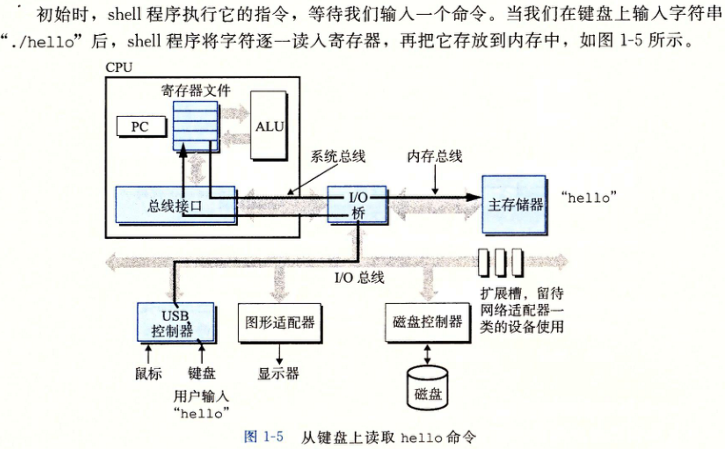 初始时，shell 程序执行它的指令，等待我们输入一个命令。当我们在键盘上输入字符串
“./hello”后，shell 程序将字符逐一读入寄存器，再把它存放到内存中，如图 1-5 所示。
CPU
寄存器文件
PC
ALU
系统总线
内存总线
总线接口
I/O
桥
主存储器
“hello”
I/O 总线
扩展槽，留待
网络适配器一
类的设备使用
USB
控制器
图形适配器
磁盘控制器
鼠标
键盘
显示器
用户输入
“hello”
磁盘
图 1-5 从键盘上读取 hello 命令